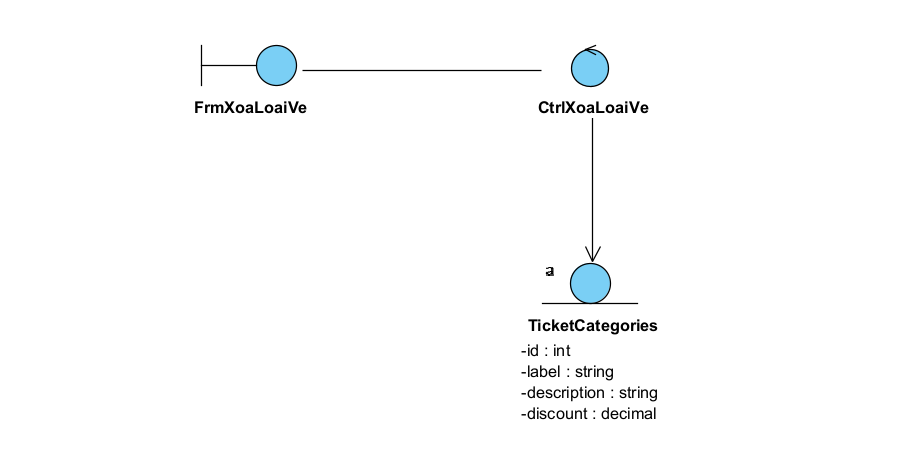 FrmXoaLoaiVe
CtrlXoaLoaiVe
a
TicketCategories
-id : int
-label : string
-description : string
-discount : decimal